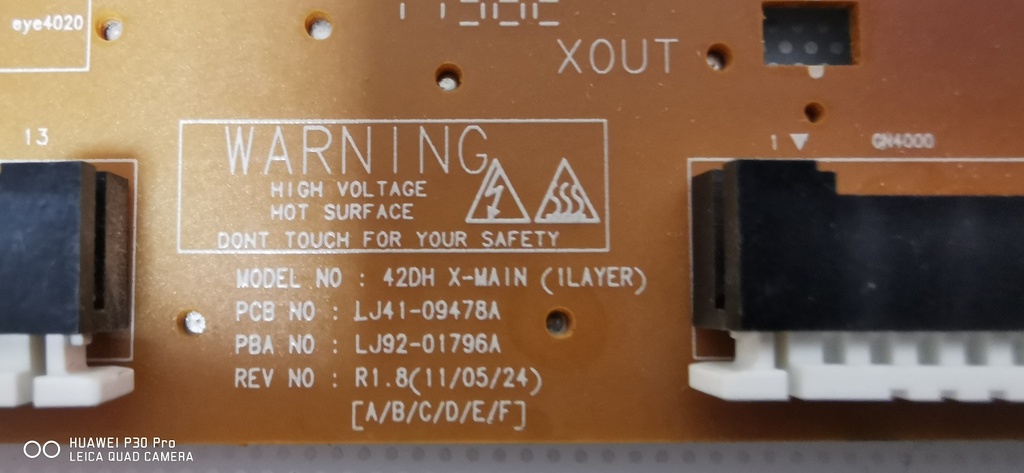 eye4020
XOUT
13
1
WARNING
HIGH VOLTAGE
HOT SURFACE
DONT TOUCH FOR YOUR SAFETY
MODEL NO : 42DH X-MAIN (1LAYER)
PCB NO : LJ41-09478A
PBA NO : LJ92-01796A
REV NO : R1.8(11/05/24)
[A/B/C/D/E/F]
HUAWEI P30 Pro
LEICA QUAD CAMERA